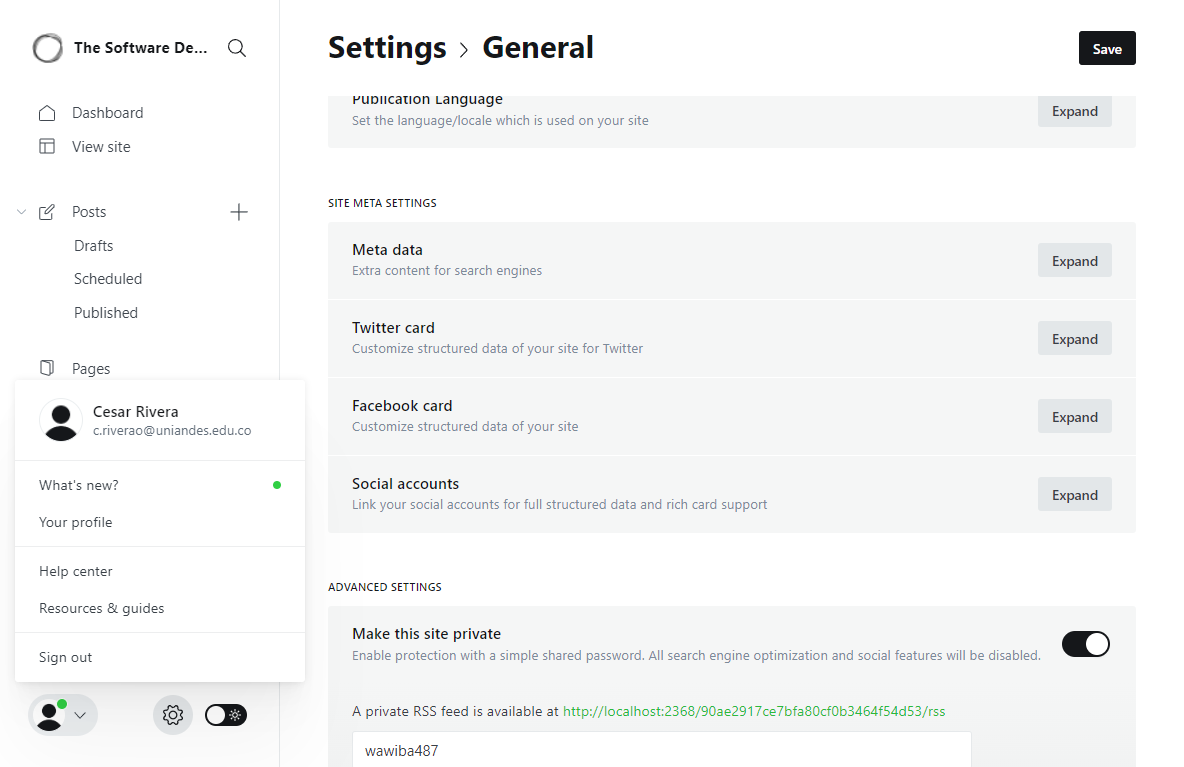 The Software De...
Dashboard
View site
Posts
Drafts
Scheduled
Published
Pages
Cesar Rivera
c.riverao@uniandes.edu.co
What's new?
Your profile
Help center
Resources & guides
Sign out
Settings > General
Save
Publication Language
Set the language/locale which is used on your site
Expand
SITE META SETTINGS
Meta data
Extra content for search engines
Expand
Twitter card
Customize structured data of your site for Twitter
Expand
Facebook card
Customize structured data of your site
Expand
Social accounts
Link your social accounts for full structured data and rich card support
Expand
ADVANCED SETTINGS
Make this site private
Enable protection with a simple shared password. All search engine optimization and social features will be disabled.
A private RSS feed is available at http://localhost:2368/90ae2917ce7bfa80cf0b3464f54d53/rss
wawiba487